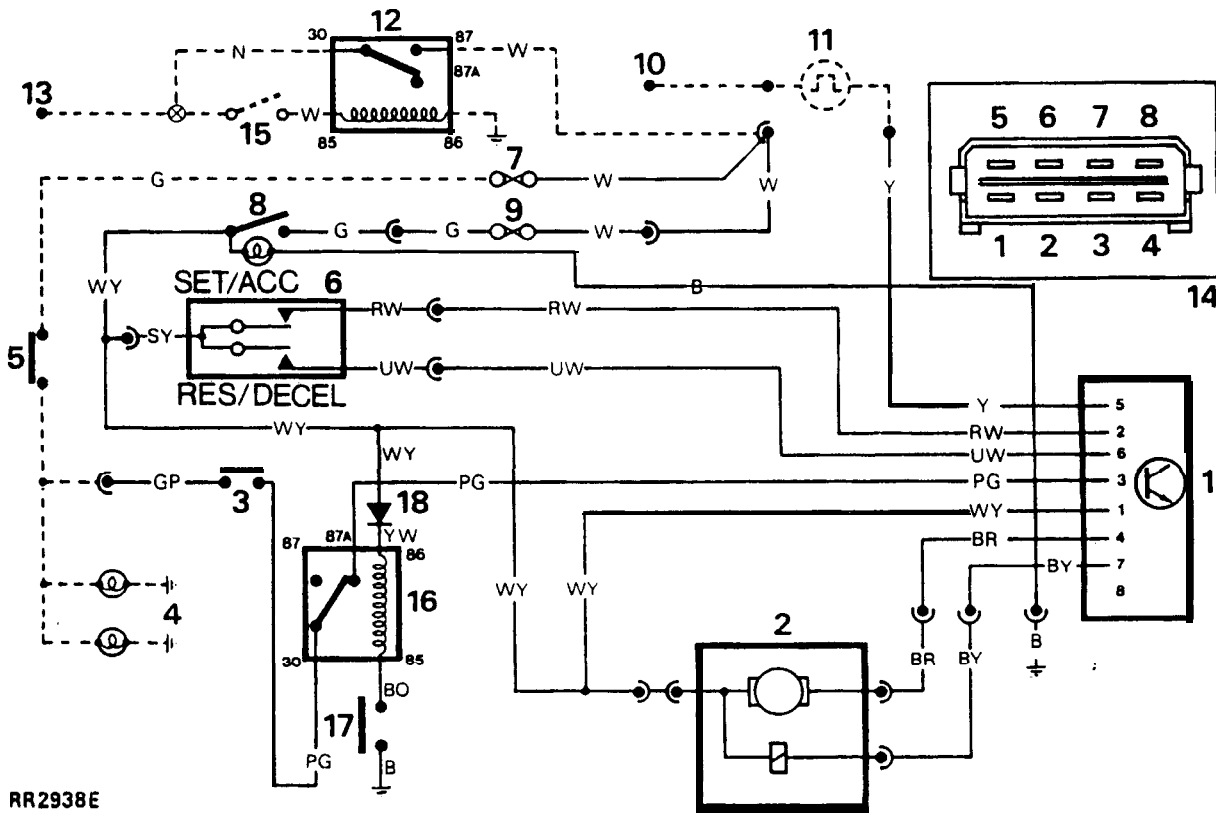 12
30
87
N
W
87A
11
10
13
15
W
85
86
5 6 7 8
7
G
W
W
Y
8
9
G
G
W
1 2 3 4
14
SET/ACC
6
WY
B
RW
RW
SY
5
UW
UW
RES/DECEL
Y
5
RW
2
WY
UW
6
WY
GP
3
PG
PG
3
1
18
WY
1
YW
87
87A
86
BR
4
BY
7
16
WY
WY
8
4
2
30
85
BR
BY
B
BO
17
PG
B
RR2938E